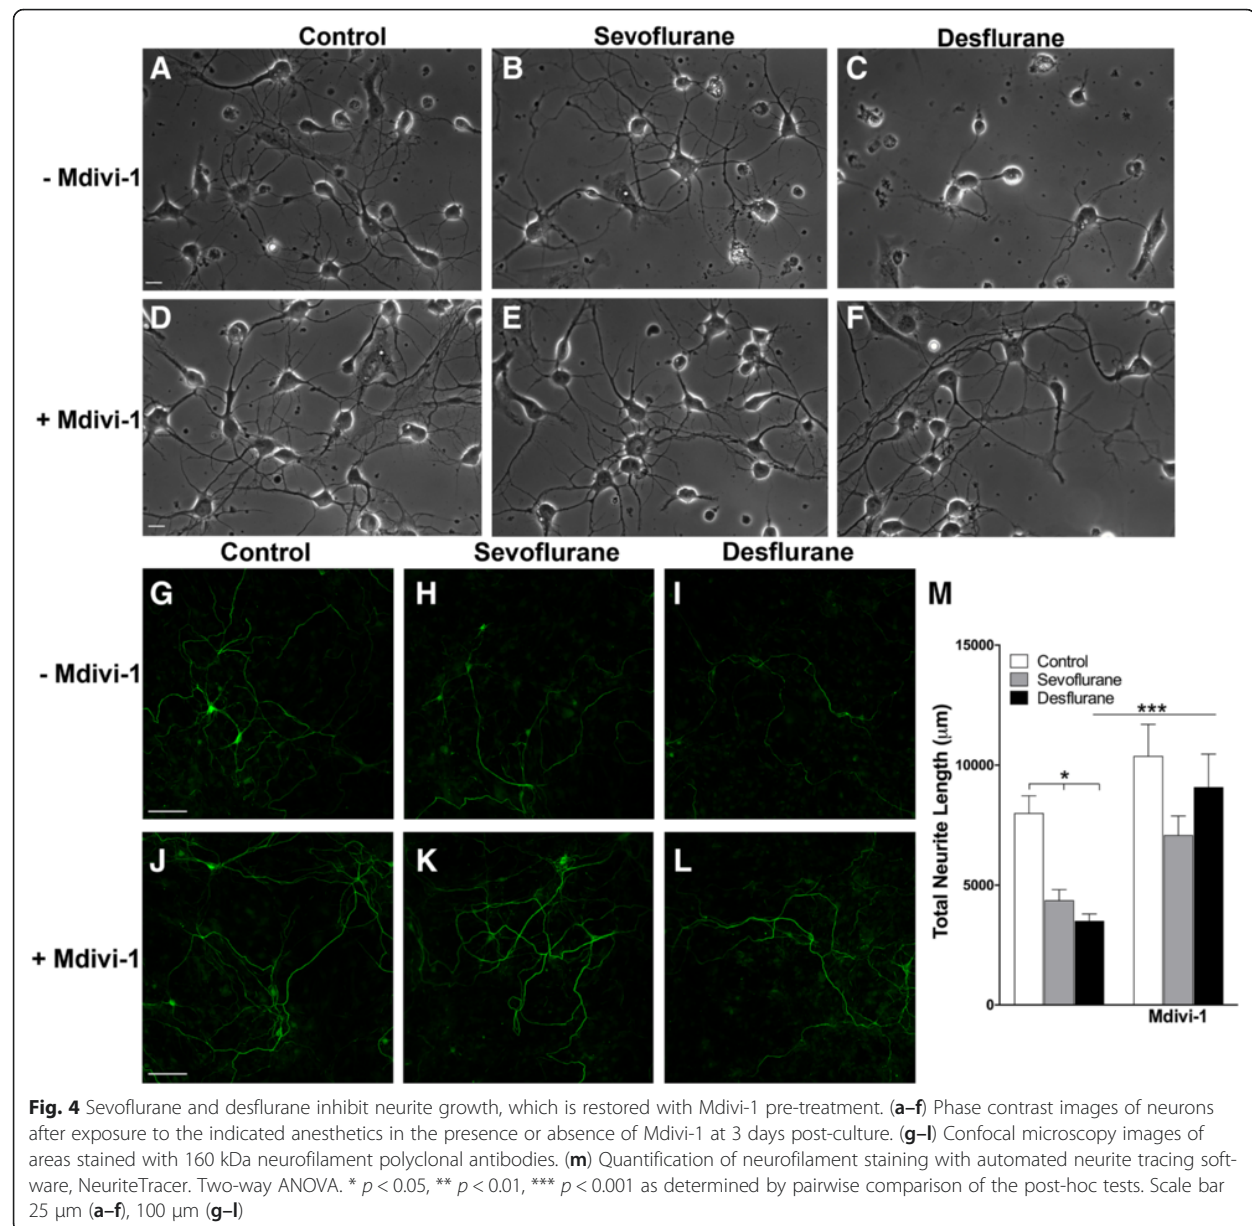 Control Sevoflurane Desflurane
A B C
- Mdivi-1
D E F
+ Mdivi-1
Control Sevoflurane Desflurane
G H I M
- Mdivi-1
J K L
+ Mdivi-1
15000
Control
Sevoflurane
Desflurane
***
10000
*
5000
0
Total Neurite Length (μm)
Mdivi-1
Fig. 4 Sevoflurane and desflurane inhibit neurite growth, which is restored with Mdivi-1 pre-treatment. (a–f) Phase contrast images of neurons
after exposure to the indicated anesthetics in the presence or absence of Mdivi-1 at 3 days post-culture. (g–l) Confocal microscopy images of
areas stained with 160 kDa neurofilament polyclonal antibodies. (m) Quantification of neurofilament staining with automated neurite tracing soft-
ware, NeuriteTracer. Two-way ANOVA. * p < 0.05, ** p < 0.01, *** p < 0.001 as determined by pairwise comparison of the post-hoc tests. Scale bar
25 μm (a–f), 100 μm (g–l)